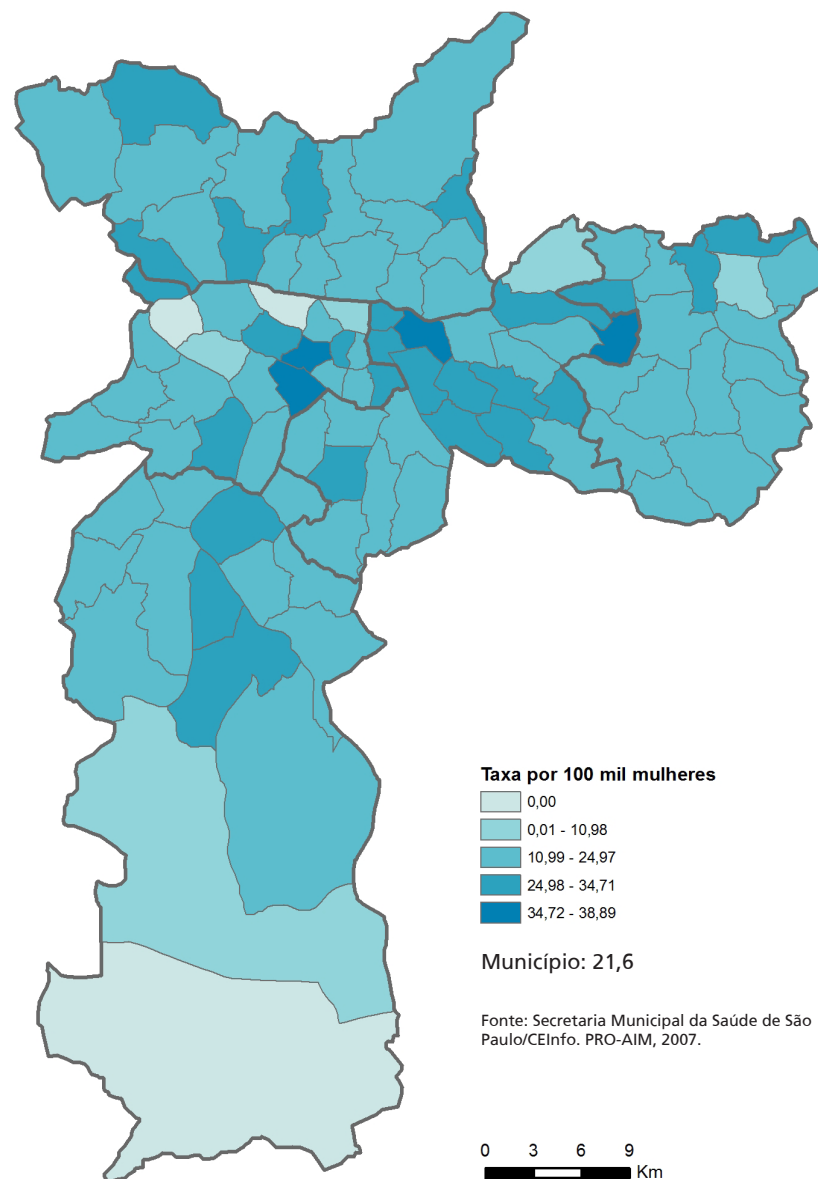 Taxa por 100 mil mulheres
0,00
0,01 - 10,98
10,99 - 24,97
24,98 - 34,71
34,72 - 38,89
Município: 21,6
Fonte: Secretaria Municipal da Saúde de São
Paulo/CEInfo. PRO-AIM, 2007.
0 3 6 9
Km